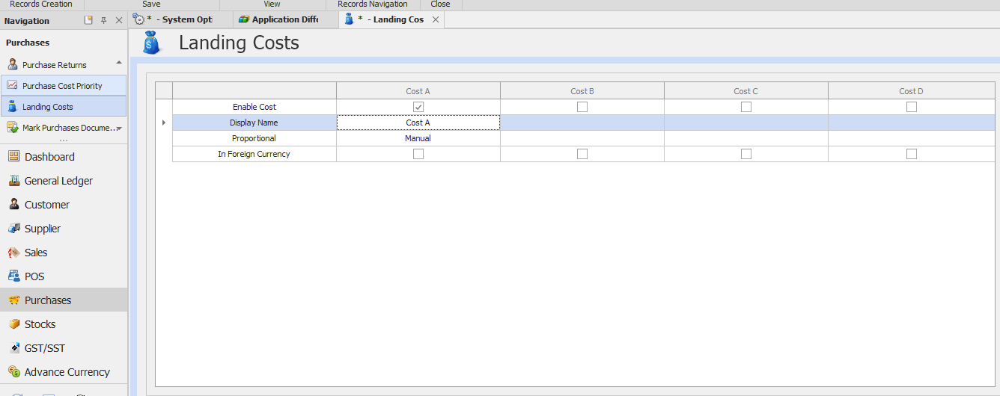 Records Creation Save View Records Navigation Close
Navigation
* - System Opt
Application Diffe
* - Landing Cos
Purchases
Purchase Returns
Purchase Cost Priority
Landing Costs
Mark Purchases Docume...
Dashboard
General Ledger
Customer
Supplier
Sales
POS
Purchases
Stocks
GST/SST
Advance Currency
Landing Costs
Cost A Cost B Cost C Cost D
Enable Cost
Display Name Cost A
Proportional Manual
In Foreign Currency